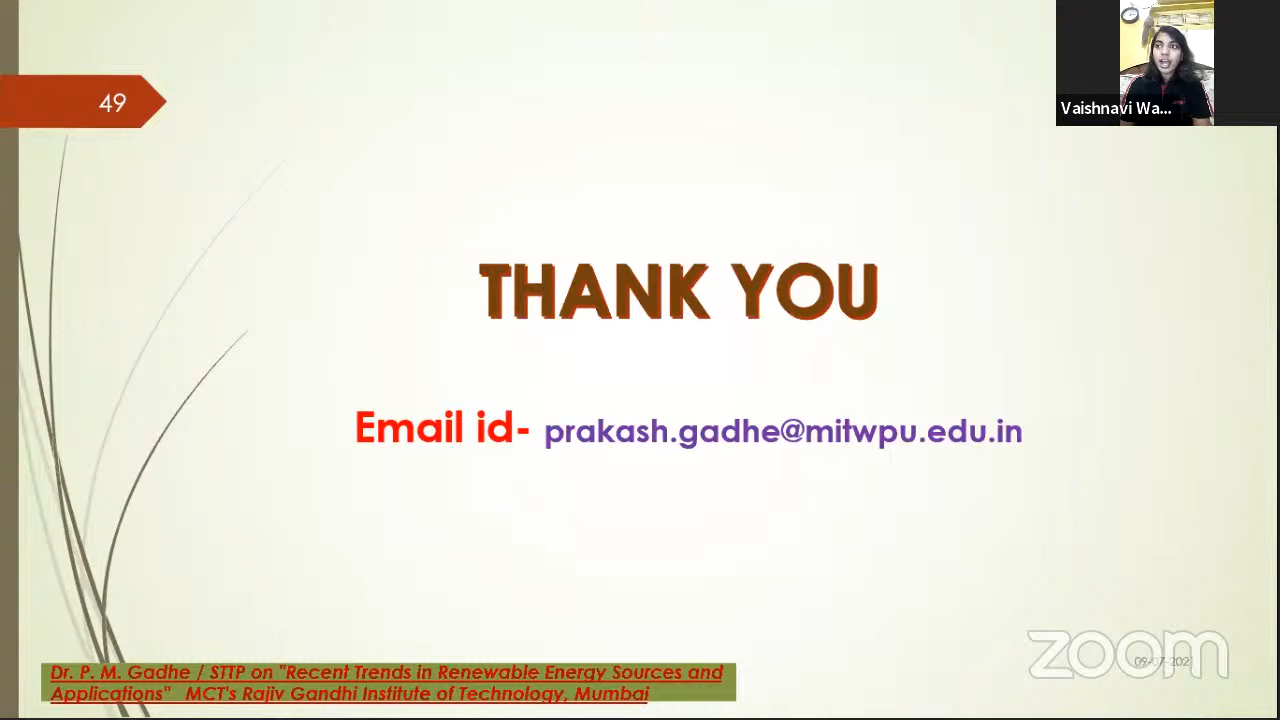 49
Vaishnavi Wa...
THANK YOU
Email id- prakash.gadhe@mitwpu.edu.in
Dr. P. M. Gadhe / STTP on "Recent Trends in Renewable Energy Sources and
Applications" MCT's Rajiv Gandhi Institute of Technology, Mumbai
zoom